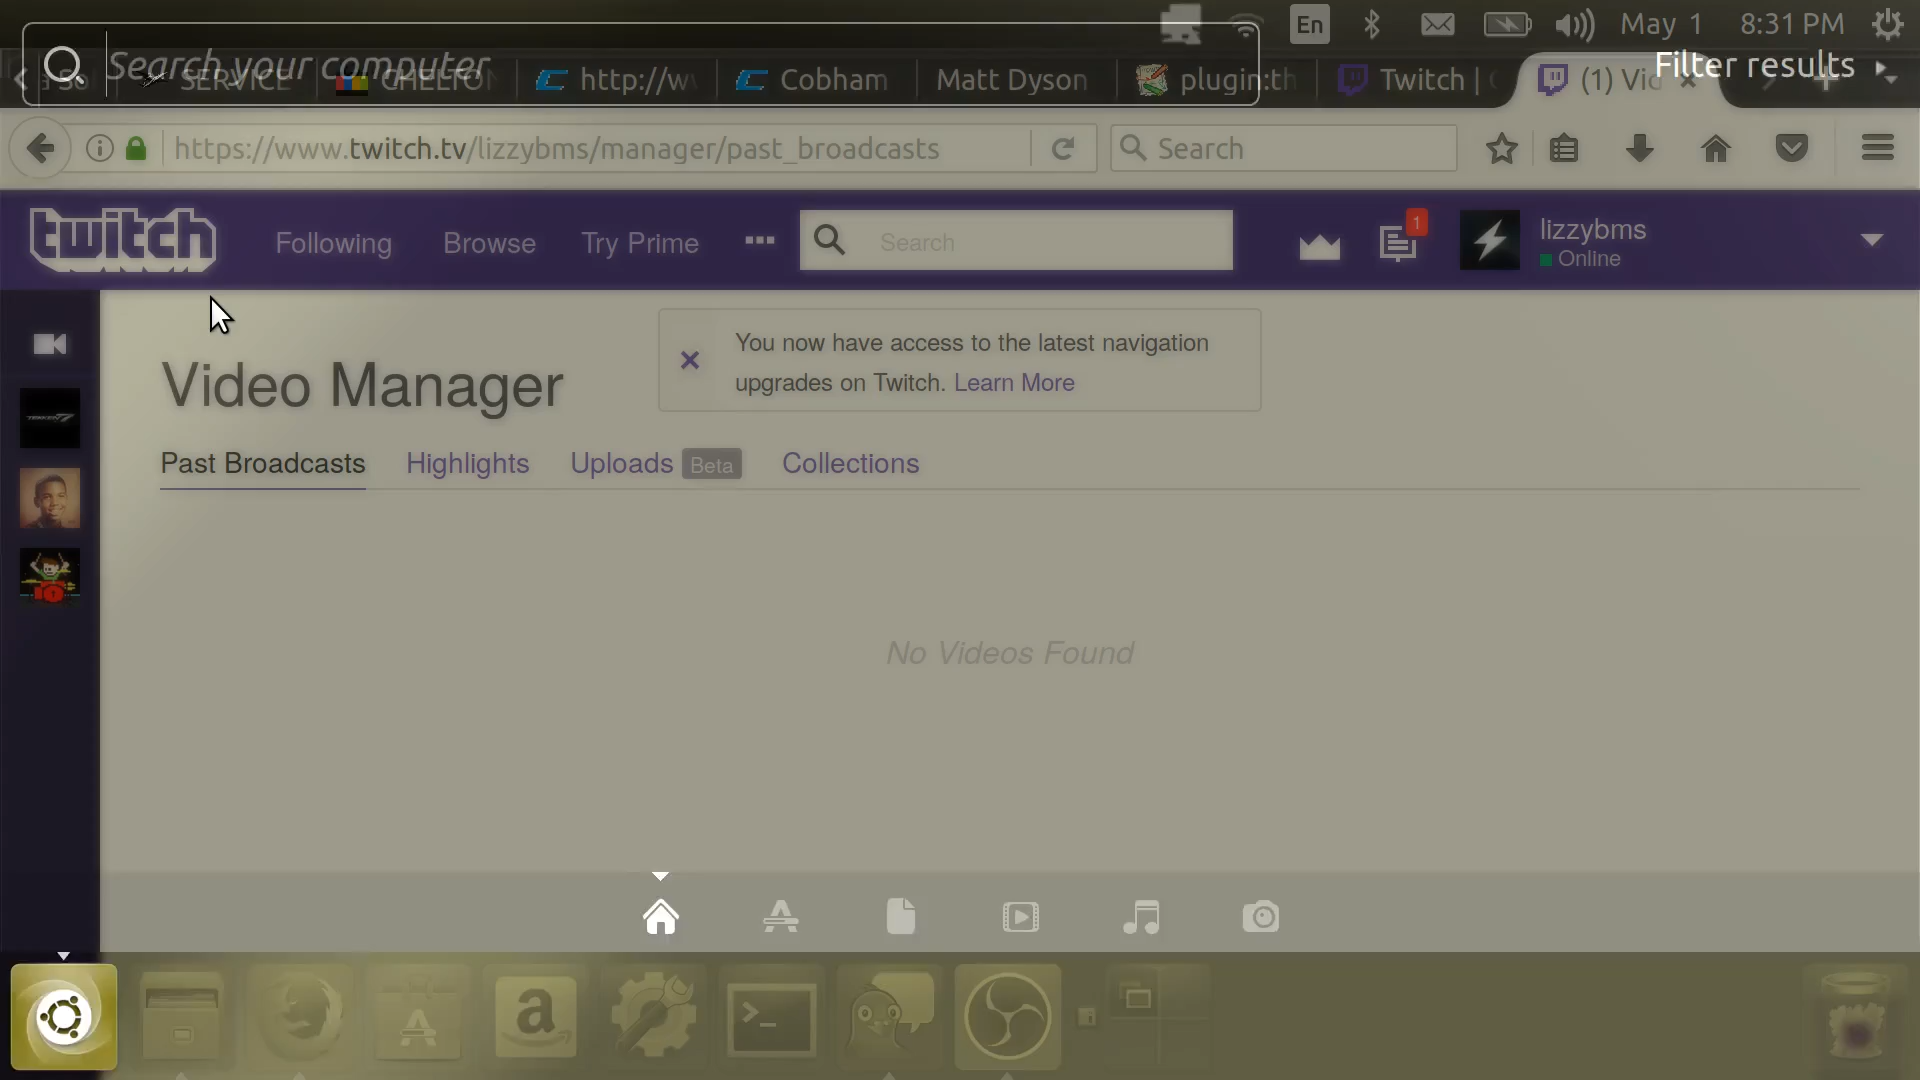 En May 1 8:31 PM
Search your computer
Filter results
SERVICE
http://w
Cobham
Matt Dyson
plugin:th
Twitch |
(1) Vi
https://www.twitch.tv/lizzybms/manager/past_broadcasts
Search
twitch
Following
Browse
Try Prime
Search
1
lizzybms
Online
You now have access to the latest navigation
upgrades on Twitch. Learn More
Video Manager
Past Broadcasts
Highlights
Uploads Beta
Collections
No Videos Found